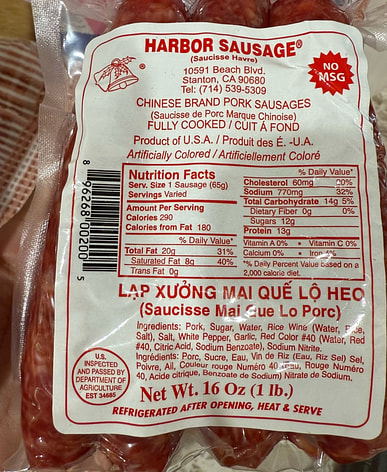 HARBOR SAUSAGE®
(Saucisse Havre)
10591 Beach Blvd.
Stanton, CA 90680
Tel: (714) 539-5309
NO
MSG
®
CHINESE BRAND PORK SAUSAGES
(Saucisse de Porc Marque Chinoise)
FULLY COOKED / CUIT Á FOND
Product of U.S.A. / Produit des É. -U.A.
Artificially Colored / Artificiellement Coloré
Nutrition Facts
Serv. Size 1 Sausage (65g)
Servings Varied
Amount Per Serving
Calories 290
Calories from Fat 180
% Daily Value*
Total Fat 20g 31%
Saturated Fat 8g 40%
Trans Fat 0g
% Daily Value*
Cholesterol 60mg 20%
Sodium 770mg 32%
Total Carbohydrate 14g 5%
Dietary Fiber 0g 0%
Sugars 12g
Protein 13g
Vitamin A 0% • Vitamin C 0%
Calcium 0% • Iron
*% Daily Percent Value based on a
2,000 calorie diet.
8 96268 00200 5
LẠP XƯỞNG MAI QUẾ LỘ HEO
(Saucisse Mai Que Lo Porc)
Ingredients: Pork, Sugar, Water, Rice Wine (Water, Rice,
Salt), Salt, White Pepper, Garlic, Red Color #40 (Water, Red
#40, Citric Acid, Sodium Benzoate), Sodium Nitrite.
Ingrédients: Porc, Sucre, Eau, Vin de Riz (Eau, Riz Sel) Sel,
Poivre, Ail, Couleur rouge Numéro 40 (Eau, Rouge Numéro
40, Acide citrique, Benzoate de Sodium) Nitrate de Sodium,
U.S.
INSPECTED
AND PASSED BY
DEPARTMENT OF
AGRICULTURE
EST 34665
Net Wt. 16 Oz (1 lb.)
REFRIGERATED AFTER OPENING, HEAT & SERVE